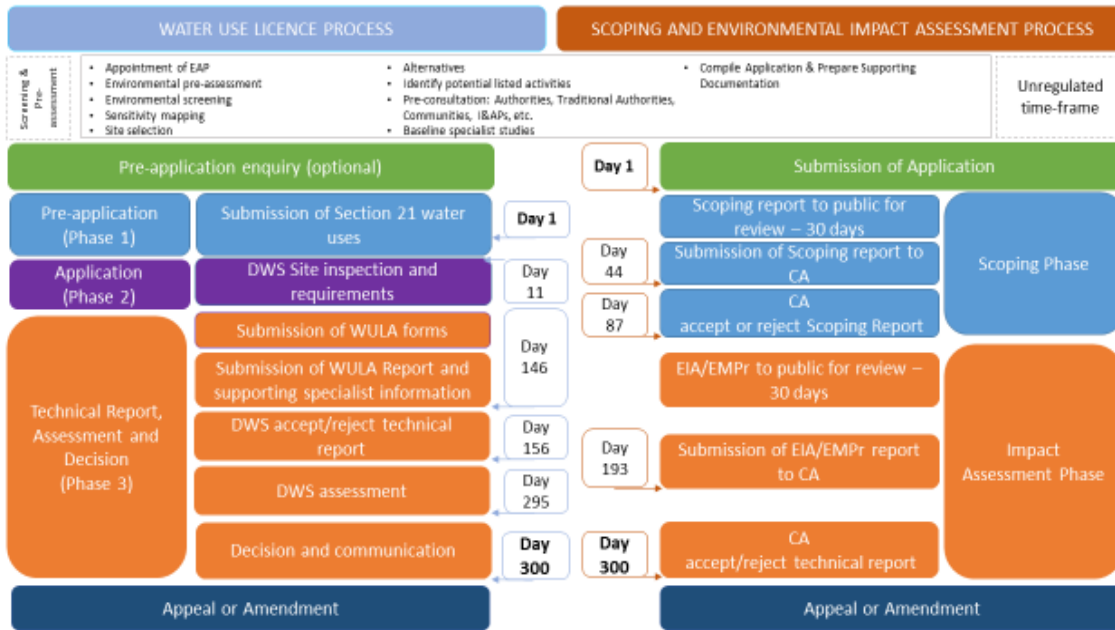 WATER USE LICENCE PROCESS
SCOPING AND ENVIRONMENTAL IMPACT ASSESSMENT PROCESS
Screening &
Pre-
assessment
• Appointment of EAP
• Environmental pre-assessment
• Environmental screening
• Sensitivity mapping
• Site selection
• Alternatives
• Identify potential listed activities
• Pre-consultation: Authorities, Traditional Authorities,
Communities, I&APs, etc.
• Baseline specialist studies
• Compile Application & Prepare Supporting
Documentation
Unregulated
time-frame
Pre-application enquiry (optional)
Pre-application
(Phase 1)
Submission of Section 21 water
uses
Day 1
Application
(Phase 2)
DWS Site inspection and
requirements
Day
11
Technical Report,
Assessment and
Decision
(Phase 3)
Submission of WULA forms
Submission of WULA Report and
supporting specialist information
Day
146
DWS accept/reject technical
report
Day
156
DWS assessment
Day
295
Decision and communication
Day
300
Appeal or Amendment
Day 1
Submission of Application
Scoping report to public for
review – 30 days
Day
44
Submission of Scoping report to
CA
Day
87
CA
accept or reject Scoping Report
Scoping Phase
EIA/EMPr to public for review –
30 days
Day
193
Submission of EIA/EMPr report
to CA
Day
300
CA
accept/reject technical report
Impact
Assessment Phase
Appeal or Amendment